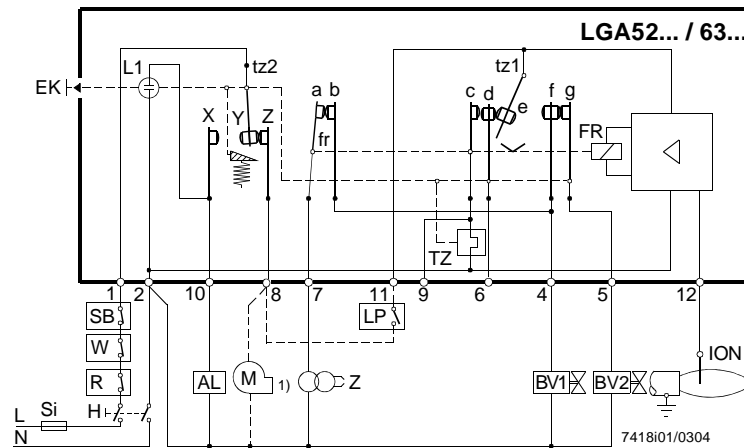 LGA52... / 63...
EK
L1
tz2
tz1
X
Y
Z
a b
fr
c
d
e
f g
FR
TZ
1
2
10
8
7
11
9
6
4
5
12
SB
W
R
H
L
Si
N
AL
M
1)
Z
LP
BV1
BV2
ION
7418i01/0304